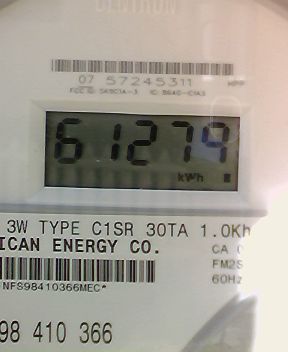 CENTRON
07 57245311
61279
kWh
3W TYPE C1SR 30TA 1.0Kh
ICAN ENERGY CO.
CA 0
FM2S
60Hz
NFS98410366MEC*
98 410 366